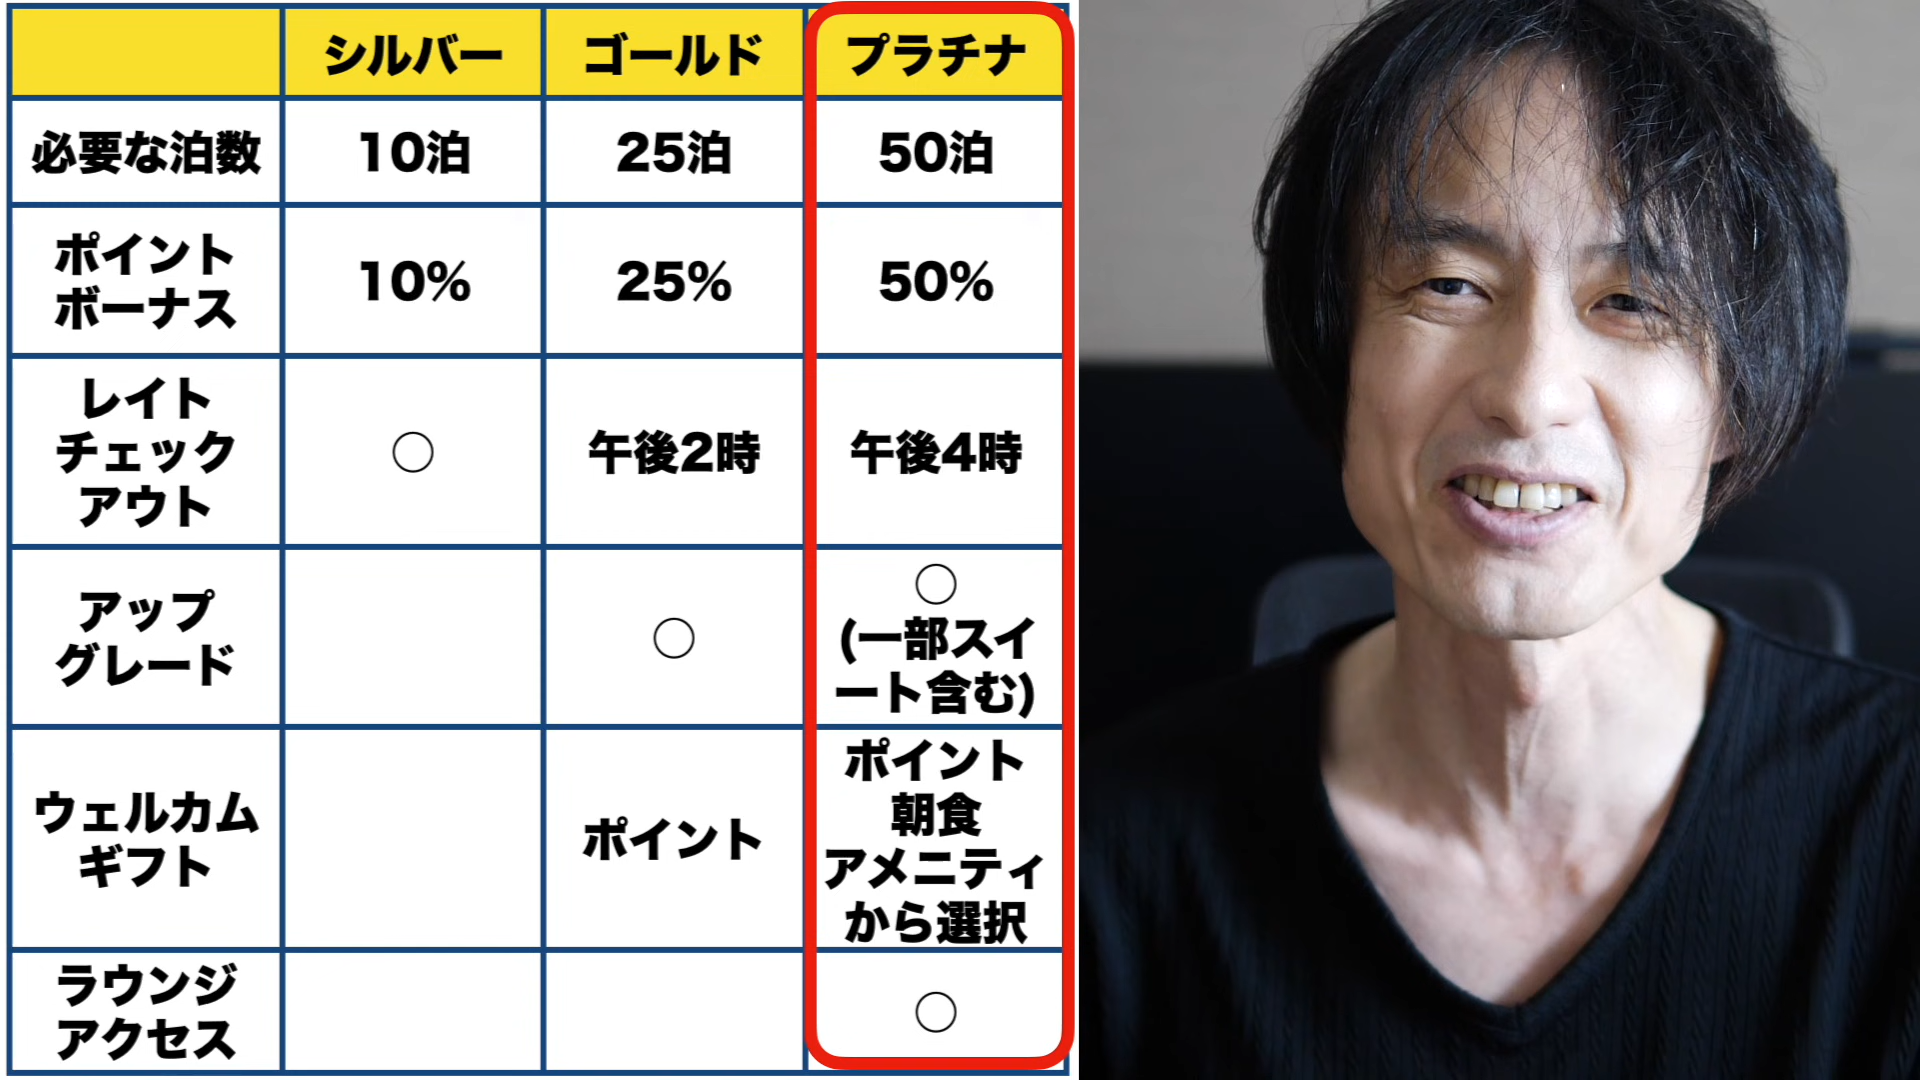 シルバー ゴールド プラチナ
必要な泊数 10泊 25泊 50泊
ポイント
ボーナス 10% 25% 50%
レイト
チェック
アウト ○ 午後2時 午後4時
アップ
グレード ○ ○
(一部スイ
ート含む)
ウェルカム
ギフト ポイント ポイント
朝食
アメニティ
から選択
ラウンジ
アクセス ○